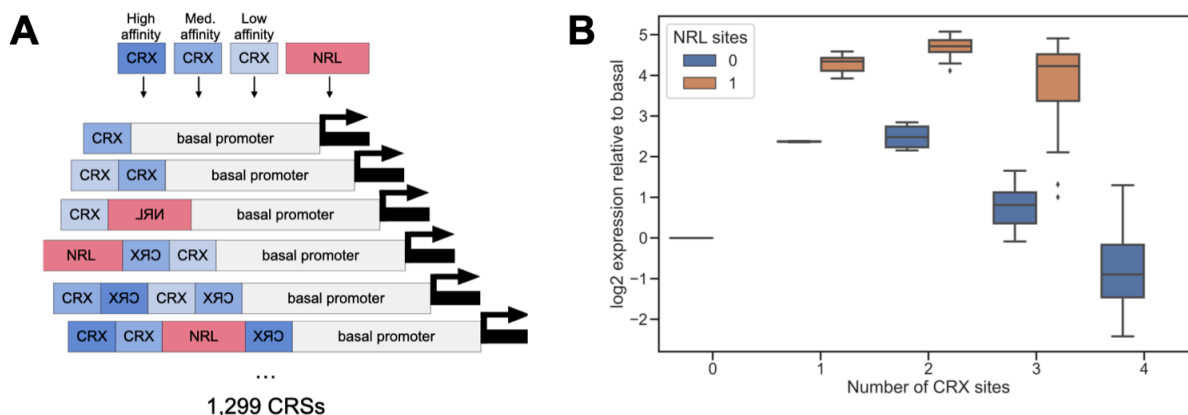 A
High affinity
Med. affinity
Low affinity
CRX
CRX
CRX
NRL
CRX
basal promoter
CRX
CRX
basal promoter
CRX
NRL
basal promoter
NRL
CRX
CRX
basal promoter
CRX
CRX
CRX
CRX
basal promoter
CRX
CRX
NRL
CRX
basal promoter
...
1,299 CRSs
B
log2 expression relative to basal
5
4
3
2
1
0
−1
−2
NRL sites
0
1
0
1
2
3
4
Number of CRX sites